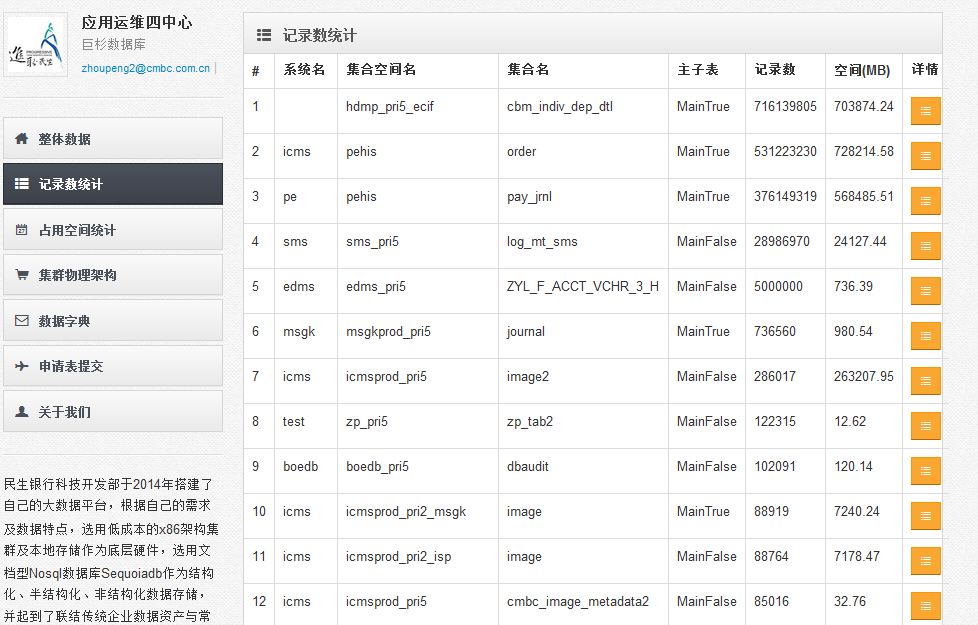 應用运维四中心
巨杉数据库
zhoupeng2@cmbc.com.cn |
整体数据
记录数统计
占用空间统计
集群物理架构
数据字典
申请表提交
关于我们
民生银行科技开发部于2014年搭建了
自己的大数据平台，根据自己的需求
及数据特点，选用低成本的x86架构集
群及本地存储作为底层硬件，选用文
档型Nosql数据库Sequoiadb作为结构
化、半结构化、非结构化数据存储，
并起到了联结传统企业数据资产与常
记录数统计
# 系统名 集合空间名 集合名 主子表 记录数 空间(MB) 详情
1 hdmp_pri5_ecif cbm_indiv_dep_dtl MainTrue 716139805 703874.24
2 icms pehis order MainTrue 531223230 728214.58
3 pe pehis pay_jrnl MainTrue 376149319 568485.51
4 sms sms_pri5 log_mt_sms MainFalse 28986970 24127.44
5 edms edms_pri5 ZYL_F_ACCT_VCHR_3_H MainFalse 5000000 736.39
6 msgk msgkprod_pri5 journal MainTrue 736560 980.54
7 icms icmsprod_pri5 image2 MainFalse 286017 263207.95
8 test zp_pri5 zp_tab2 MainFalse 122315 12.62
9 boedb boedb_pri5 dbaudit MainFalse 102091 120.14
10 icms icmsprod_pri2_msgk image MainTrue 88919 7240.24
11 icms icmsprod_pri2_isp image MainFalse 88764 7178.47
12 icms icmsprod_pri5 cmbc_image_metadata2 MainFalse 85016 32.76